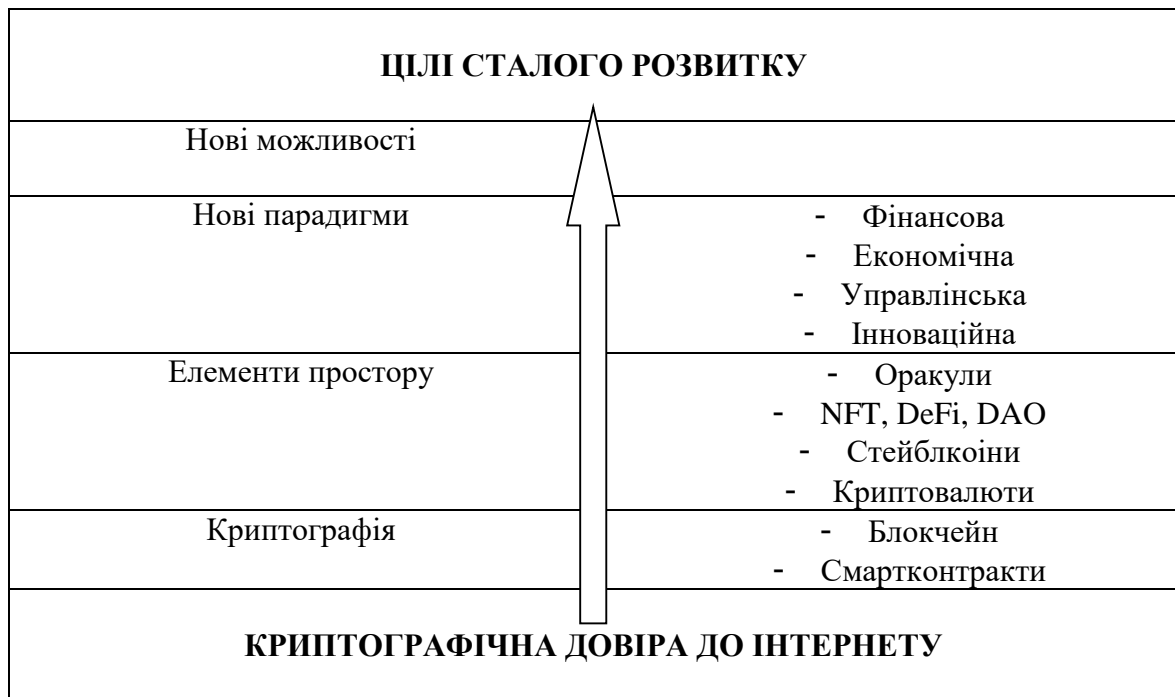 ЦІЛІ СТАЛОГО РОЗВИТКУ
Нові можливості
Нові парадигми
- Фінансова
- Економічна
- Управлінська
- Інноваційна
Елементи простору
- Оракули
- NFT, DeFi, DAO
- Стейблкоіни
- Криптовалюти
Криптографія
- Блокчейн
- Смартконтракти
КРИПТОГРАФІЧНА ДОВІРА ДО ІНТЕРНЕТУ